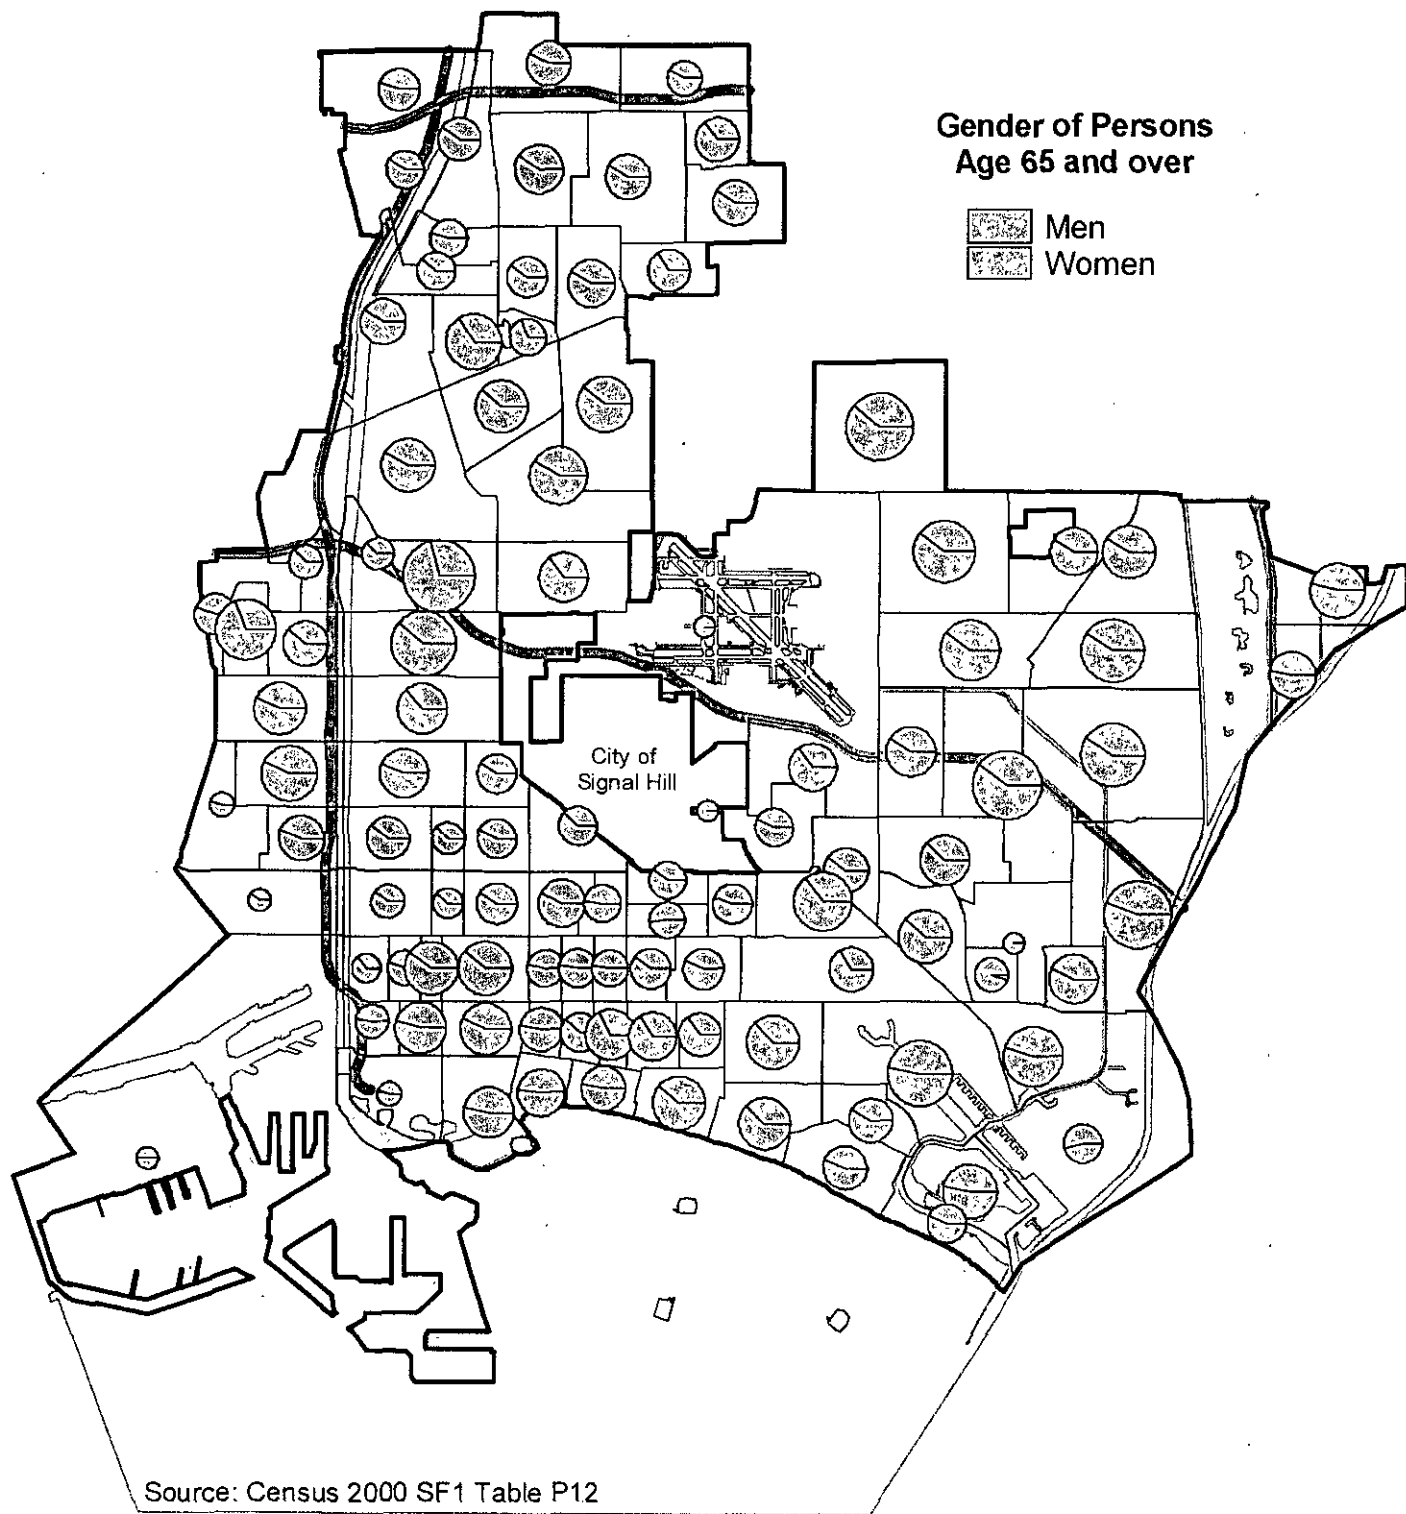 Gender of Persons
Age 65 and over
Men
Women
City of
Signal Hill
Source: Census 2000 SF1 Table P12